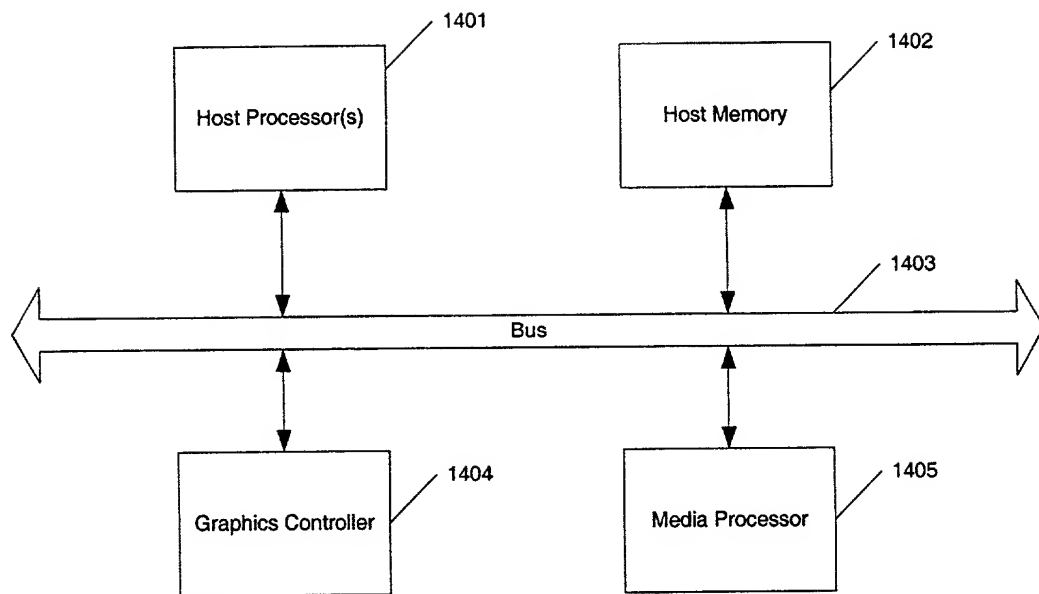 1401
Host Processor(s)
1402
Host Memory
1403
Bus
1404
Graphics Controller
1405
Media Processor